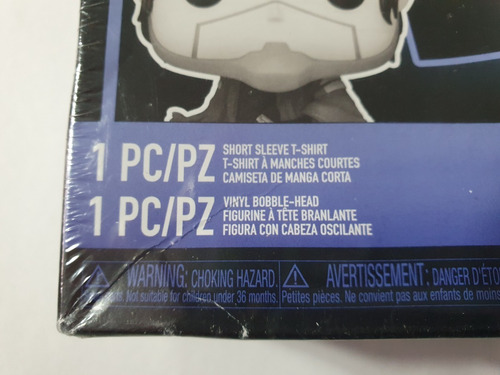 1 PC/PZ SHORT SLEEVE T-SHIRT
T-SHIRT À MANCHES COURTES
CAMISETA DE MANGA CORTA
1 PC/PZ VINYL BOBBLE-HEAD
FIGURINE À TÊTE BRANLANTE
FIGURA CON CABEZA OSCILANTE
WARNING: CHOKING HAZARD.
Small parts. Not suitable for children under 36 months.
AVERTISSEMENT: DANGER D'ÉTO
Petites pièces. Ne convient pas aux enfants de moins